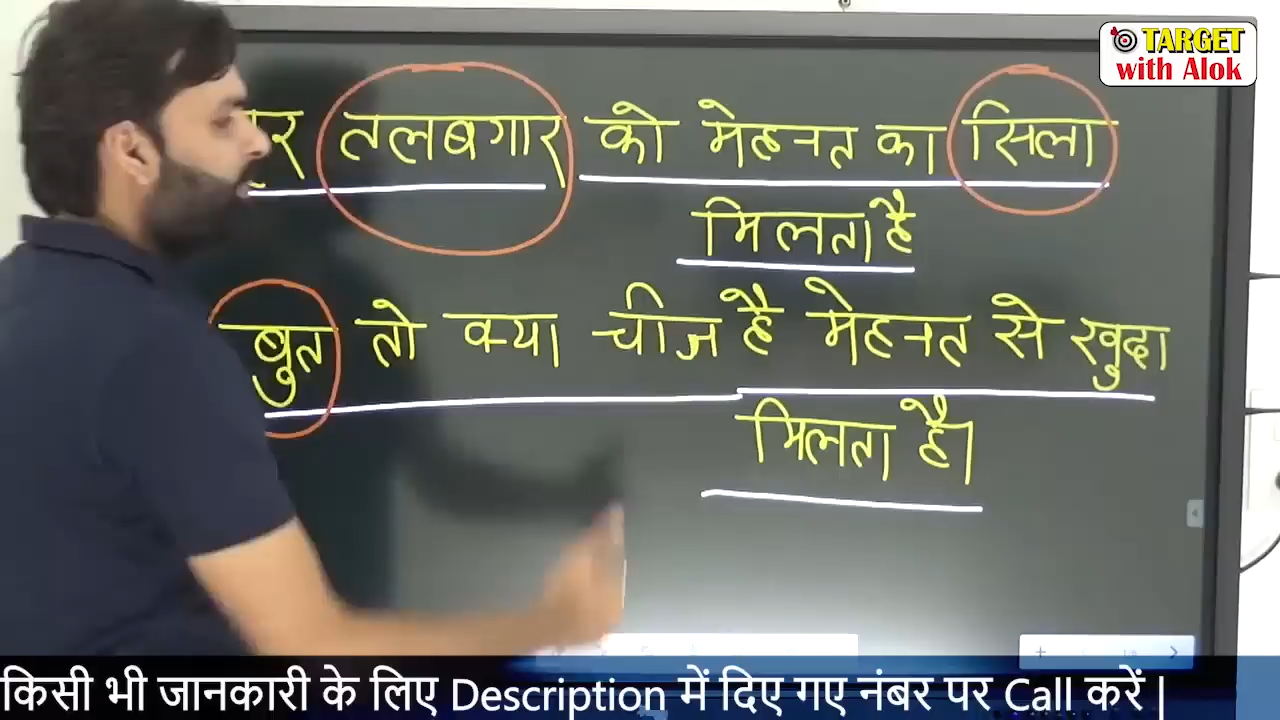 TARGET
with Alok
तलबगार को मेहनत का सिला
मिलता है
बुत तो क्या चीज है मेहनत से खुदा
मिलता है।
किसी भी जानकारी के लिए Description में दिए गए नंबर पर Call करें |